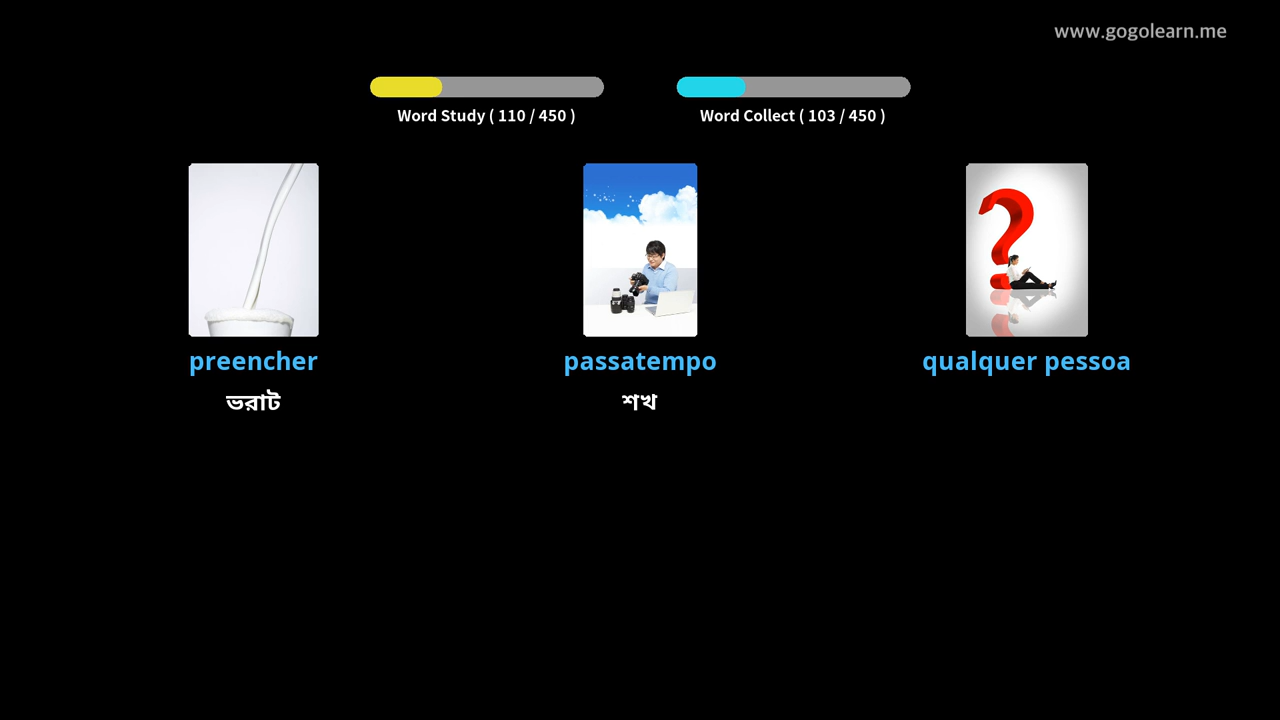 www.gogolearn.me
Word Study ( 110 / 450 )
Word Collect ( 103 / 450 )
preencher
passatempo
qualquer pessoa
ভরাট
শখ